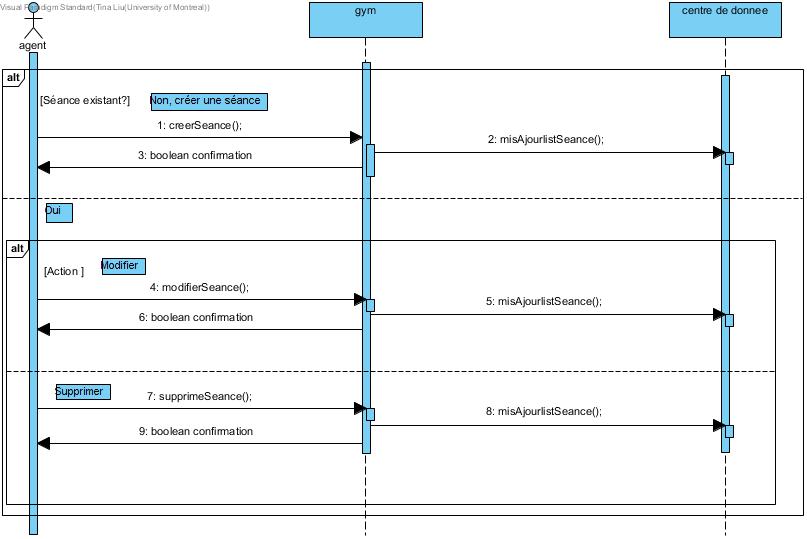 Visual Paradigm Standard(Tina Liu(University of Montreal))
gym
centre de donnee
agent
alt
[Séance existant?]
Non, créer une séance
1: creerSeance();
2: misAjourlistSeance();
3: boolean confirmation
Oui
alt
[Action ]
Modifier
4: modifierSeance();
5: misAjourlistSeance();
6: boolean confirmation
Supprimer
7: supprimeSeance();
8: misAjourlistSeance();
9: boolean confirmation